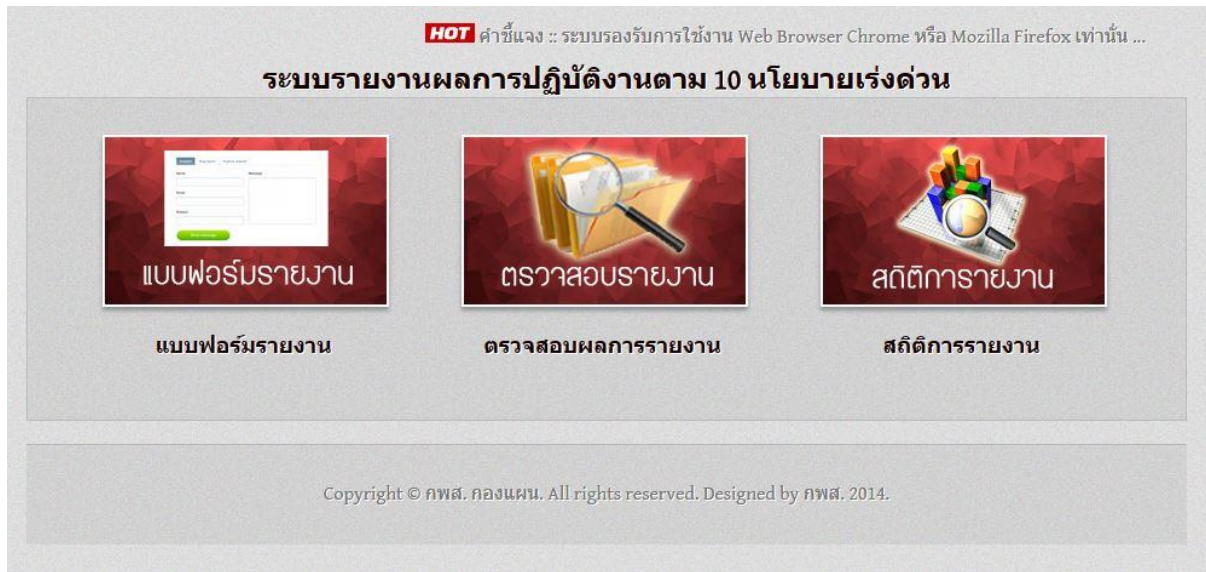 HOT คำชี้แจง :: ระบบรองรับการใช้งาน Web Browser Chrome หรือ Mozilla Firefox เท่านั่น ...
ระบบรายงานผลการปฏิบัติงานตาม 10 นโยบายเร่งด่วน
แบบฟอร์มรายงาน
ตรวจสอบรายงาน
สถิติการายงาน
แบบฟอร์มรายงาน
ตรวจสอบผลการรายงาน
สถิติการรายงาน
Copyright © กพส. กองแผน. All rights reserved. Designed by กพส. 2014.